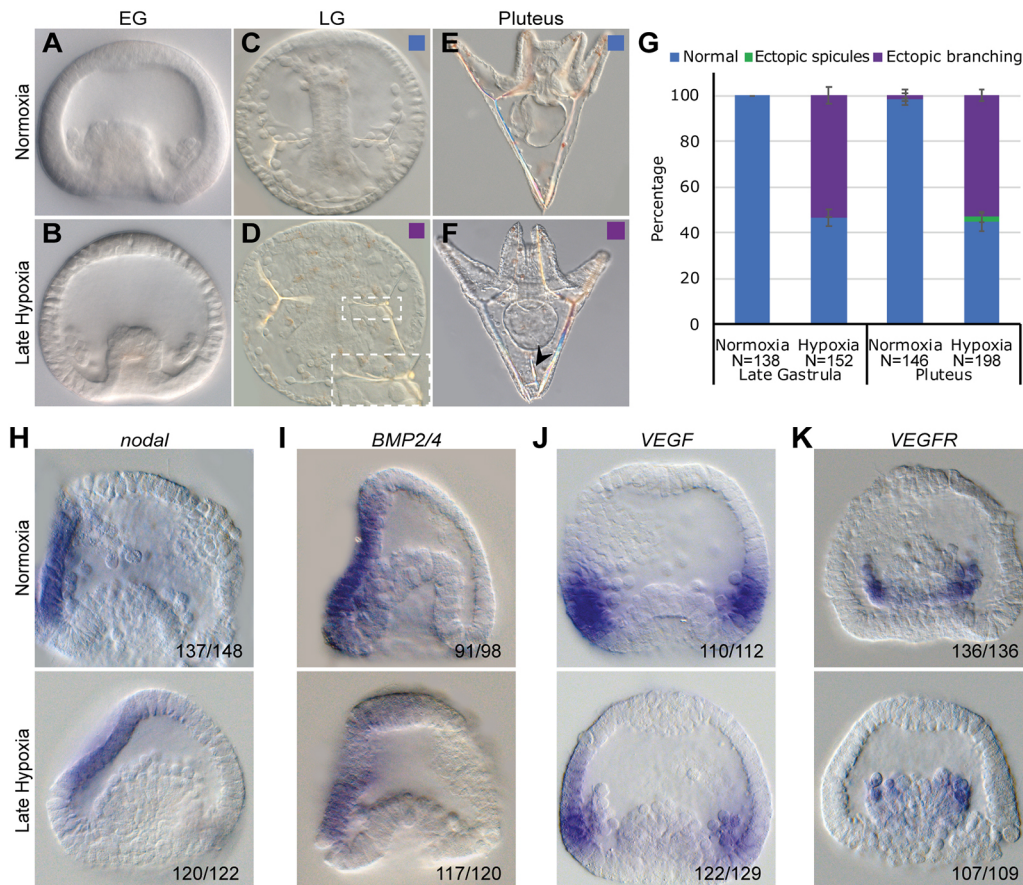 EG LG Pluteus
A C E G
Normoxia
B D F
Late Hypoxia
Normal Ectopic spicules Ectopic branching
Percentage
100
80
60
40
20
0
Normoxia Hypoxia Normoxia Hypoxia
N=138 N=152 N=146 N=198
Late Gastrula Pluteus
H nodal I BMP2/4 J VEGF K VEGFR
Normoxia
137/148 91/98 110/112 136/136
Late Hypoxia
120/122 117/120 122/129 107/109